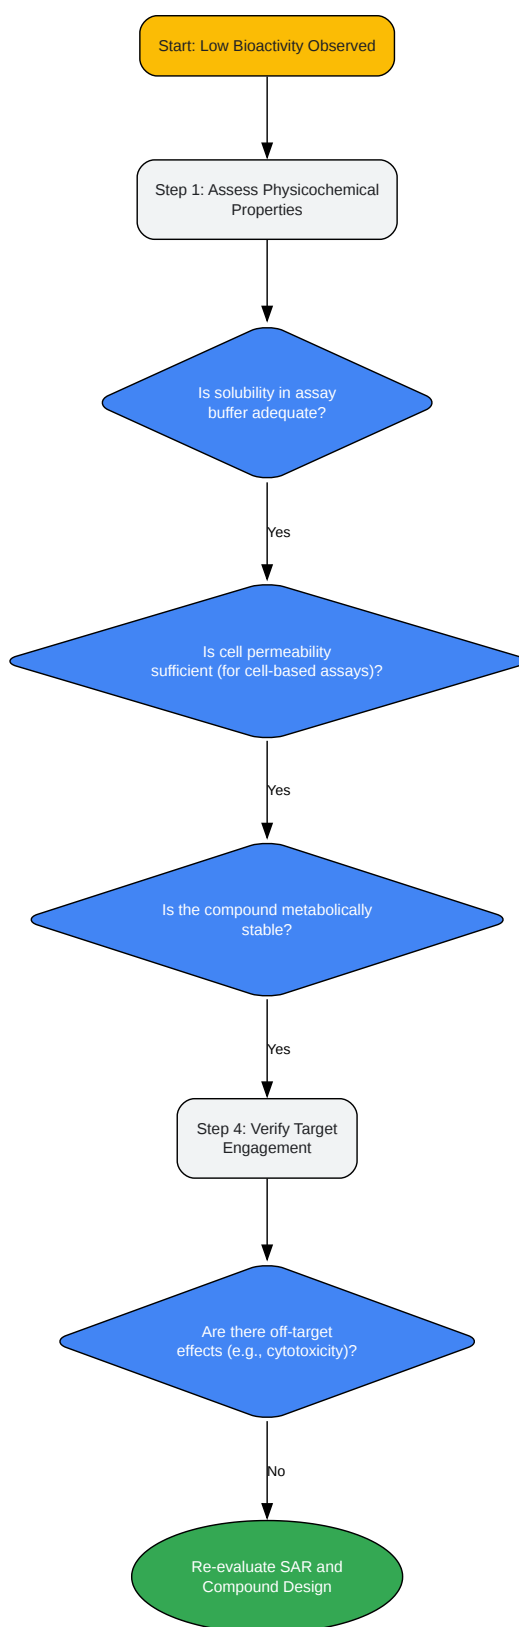 Start: Low Bioactivity Observed
Step 1: Assess Physicochemical
Properties
Is solubility in assay
buffer adequate?
Yes
Is cell permeability
sufficient (for cell-based assays)?
Yes
Is the compound metabolically
stable?
Yes
Step 4: Verify Target
Engagement
Are there off-target
effects (e.g., cytotoxicity)?
No
Re-evaluate SAR and
Compound Design